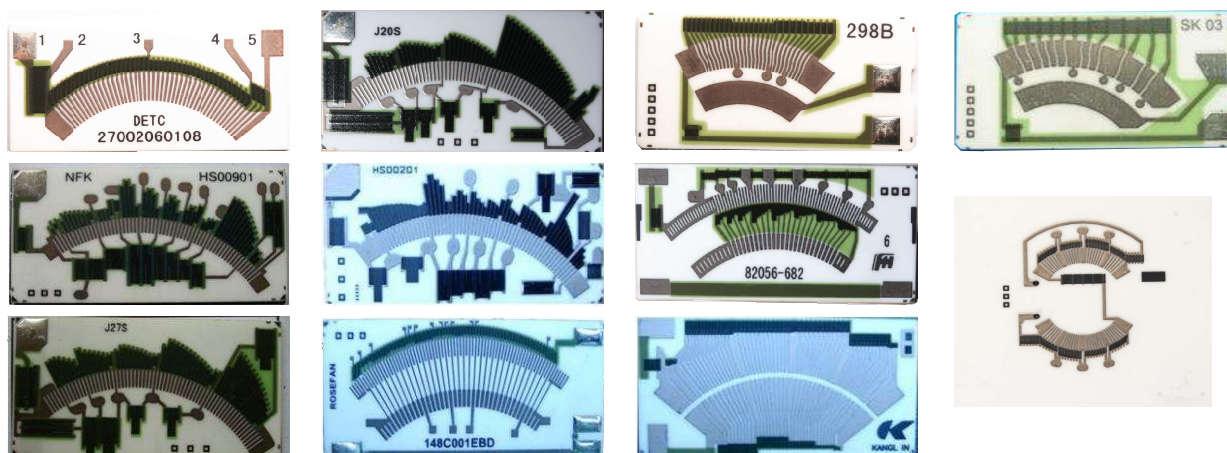 1 2 3 4 5
DETC
27002060108
J20S
298B
SK 03
NFK HS00901
HS00201
6
82056-682
J27S
ROSEFAN
148C001EBD
KANGL IN